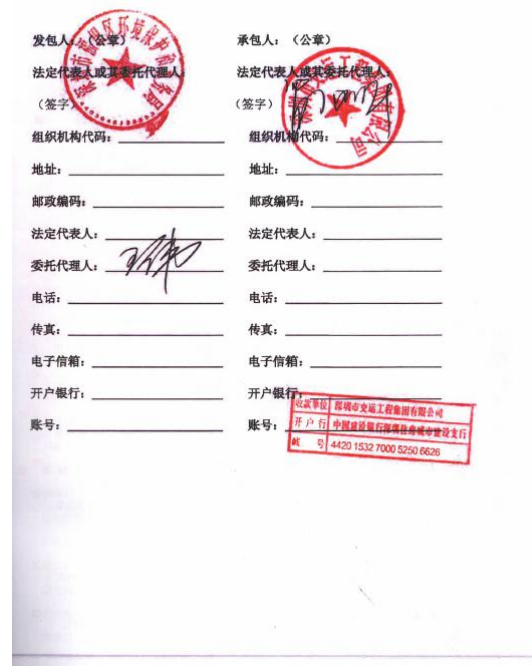 发包人：（公章）
承包人：（公章）
法定代表人或其委托代理人：
法定代表人或其委托代理人：
（签字）
（签字）
组织机构代码：
组织机构代码：
地址：
地址：
邮政编码：
邮政编码：
法定代表人：
法定代表人：
委托代理人：
委托代理人：
电话：
电话：
传真：
传真：
电子信箱：
电子信箱：
开户银行：
开户银行：
账号：
账号：
收款单位 深圳市交运工程集团有限公司
开户行 中国建设银行深圳住房城市建设支行
帐号 4420 1532 7000 5250 6626